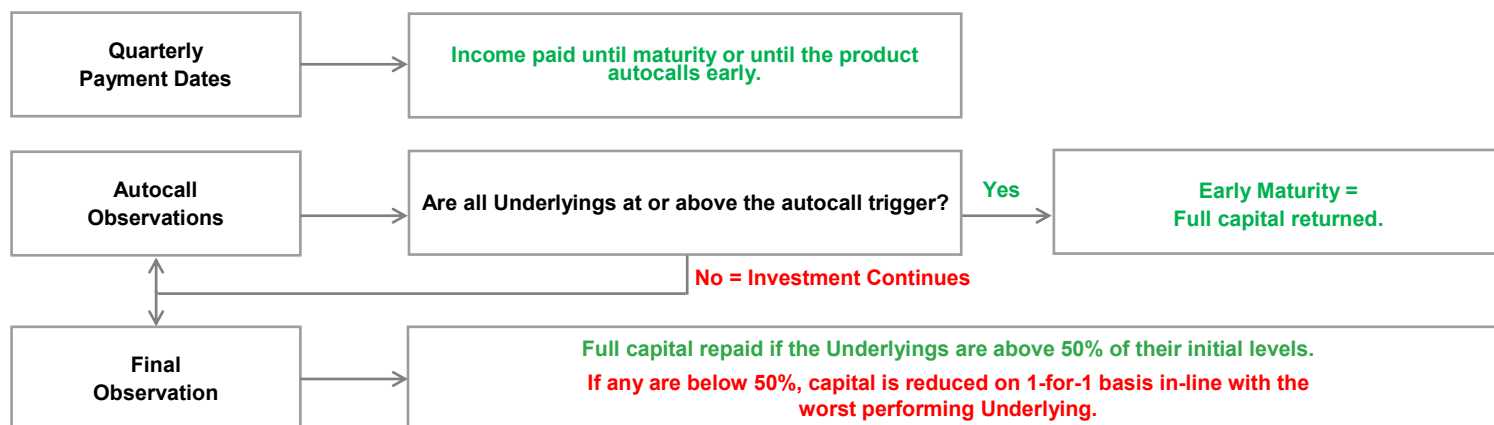 Quarterly
Payment Dates
Income paid until maturity or until the product
autocalls early.
Autocall
Observations
Are all Underlyings at or above the autocall trigger?
Yes
Early Maturity =
Full capital returned.
No = Investment Continues
Final
Observation
Full capital repaid if the Underlyings are above 50% of their initial levels.
If any are below 50%, capital is reduced on 1-for-1 basis in-line with the
worst performing Underlying.